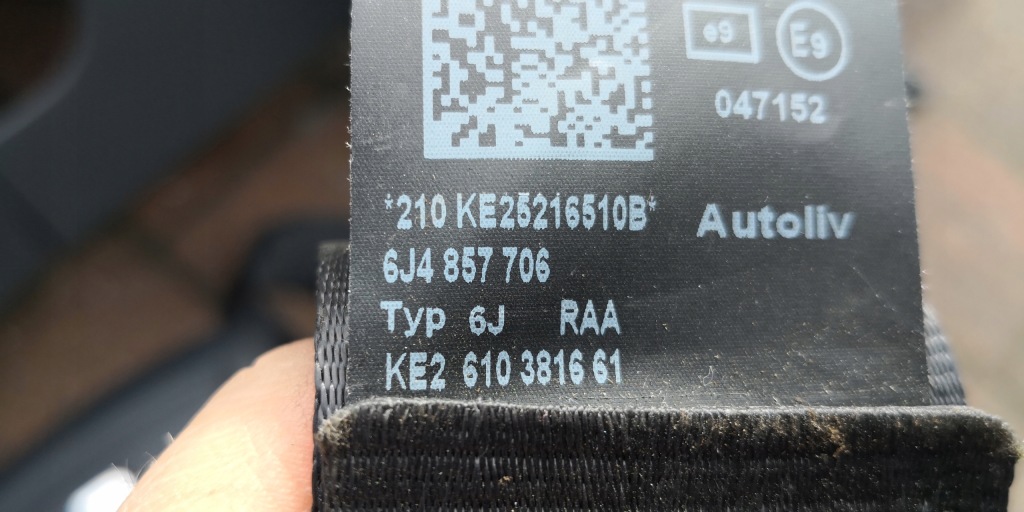 e9 E9
047152
*210 KE25216510B* Autoliv
6J4 857 706
Typ 6J RAA
KE2 610 3816 61